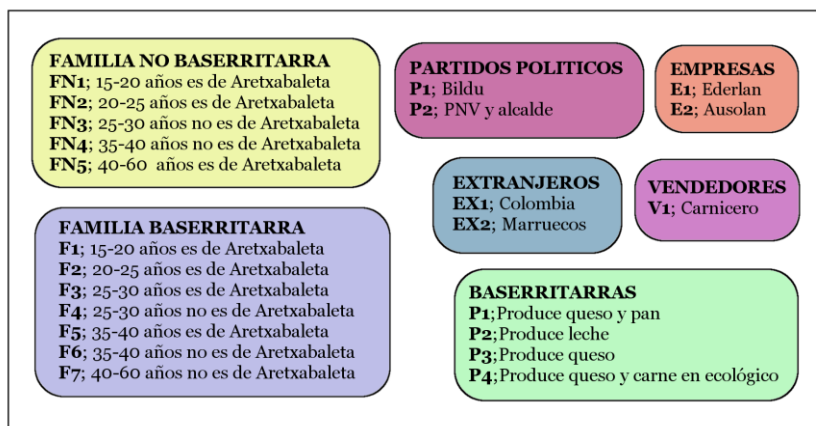 FAMILIA NO BASERRITARRA
FN1; 15-20 años es de Aretxabaleta
FN2; 20-25 años es de Aretxabaleta
FN3; 25-30 años no es de Aretxabaleta
FN4; 35-40 años no es de Aretxabaleta
FN5; 40-60 años es de Aretxabaleta
PARTIDOS POLITICOS
P1; Bildu
P2; PNV y alcalde
EMPRESAS
E1; Ederlan
E2; Ausolan
EXTRANJEROS
EX1; Colombia
EX2; Marruecos
VENDEDORES
V1; Carnicero
FAMILIA BASERRITARRA
F1; 15-20 años es de Aretxabaleta
F2; 20-25 años es de Aretxabaleta
F3; 25-30 años es de Aretxabaleta
F4; 25-30 años no es de Aretxabaleta
F5; 35-40 años es de Aretxabaleta
F6; 35-40 años no es de Aretxabaleta
F7; 40-60 años no es de Aretxabaleta
BASERRITARRAS
P1;Produce queso y pan
P2;Produce leche
P3;Produce queso
P4;Produce queso y carne en ecológico